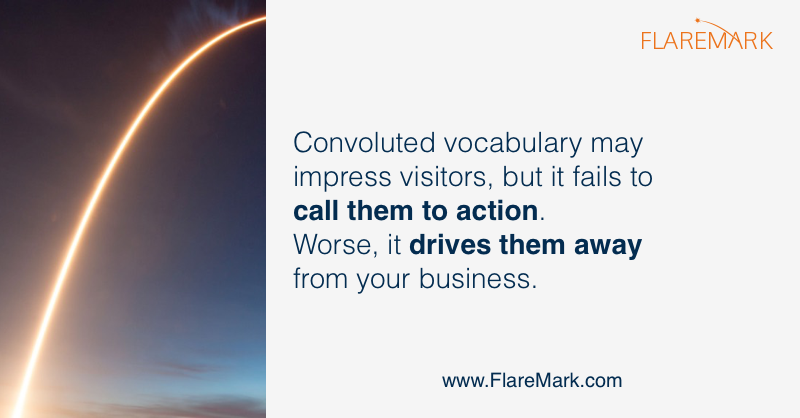 FLAREMARK
Convoluted vocabulary may
impress visitors, but it fails to
call them to action.
Worse, it drives them away
from your business.
www.FlareMark.com